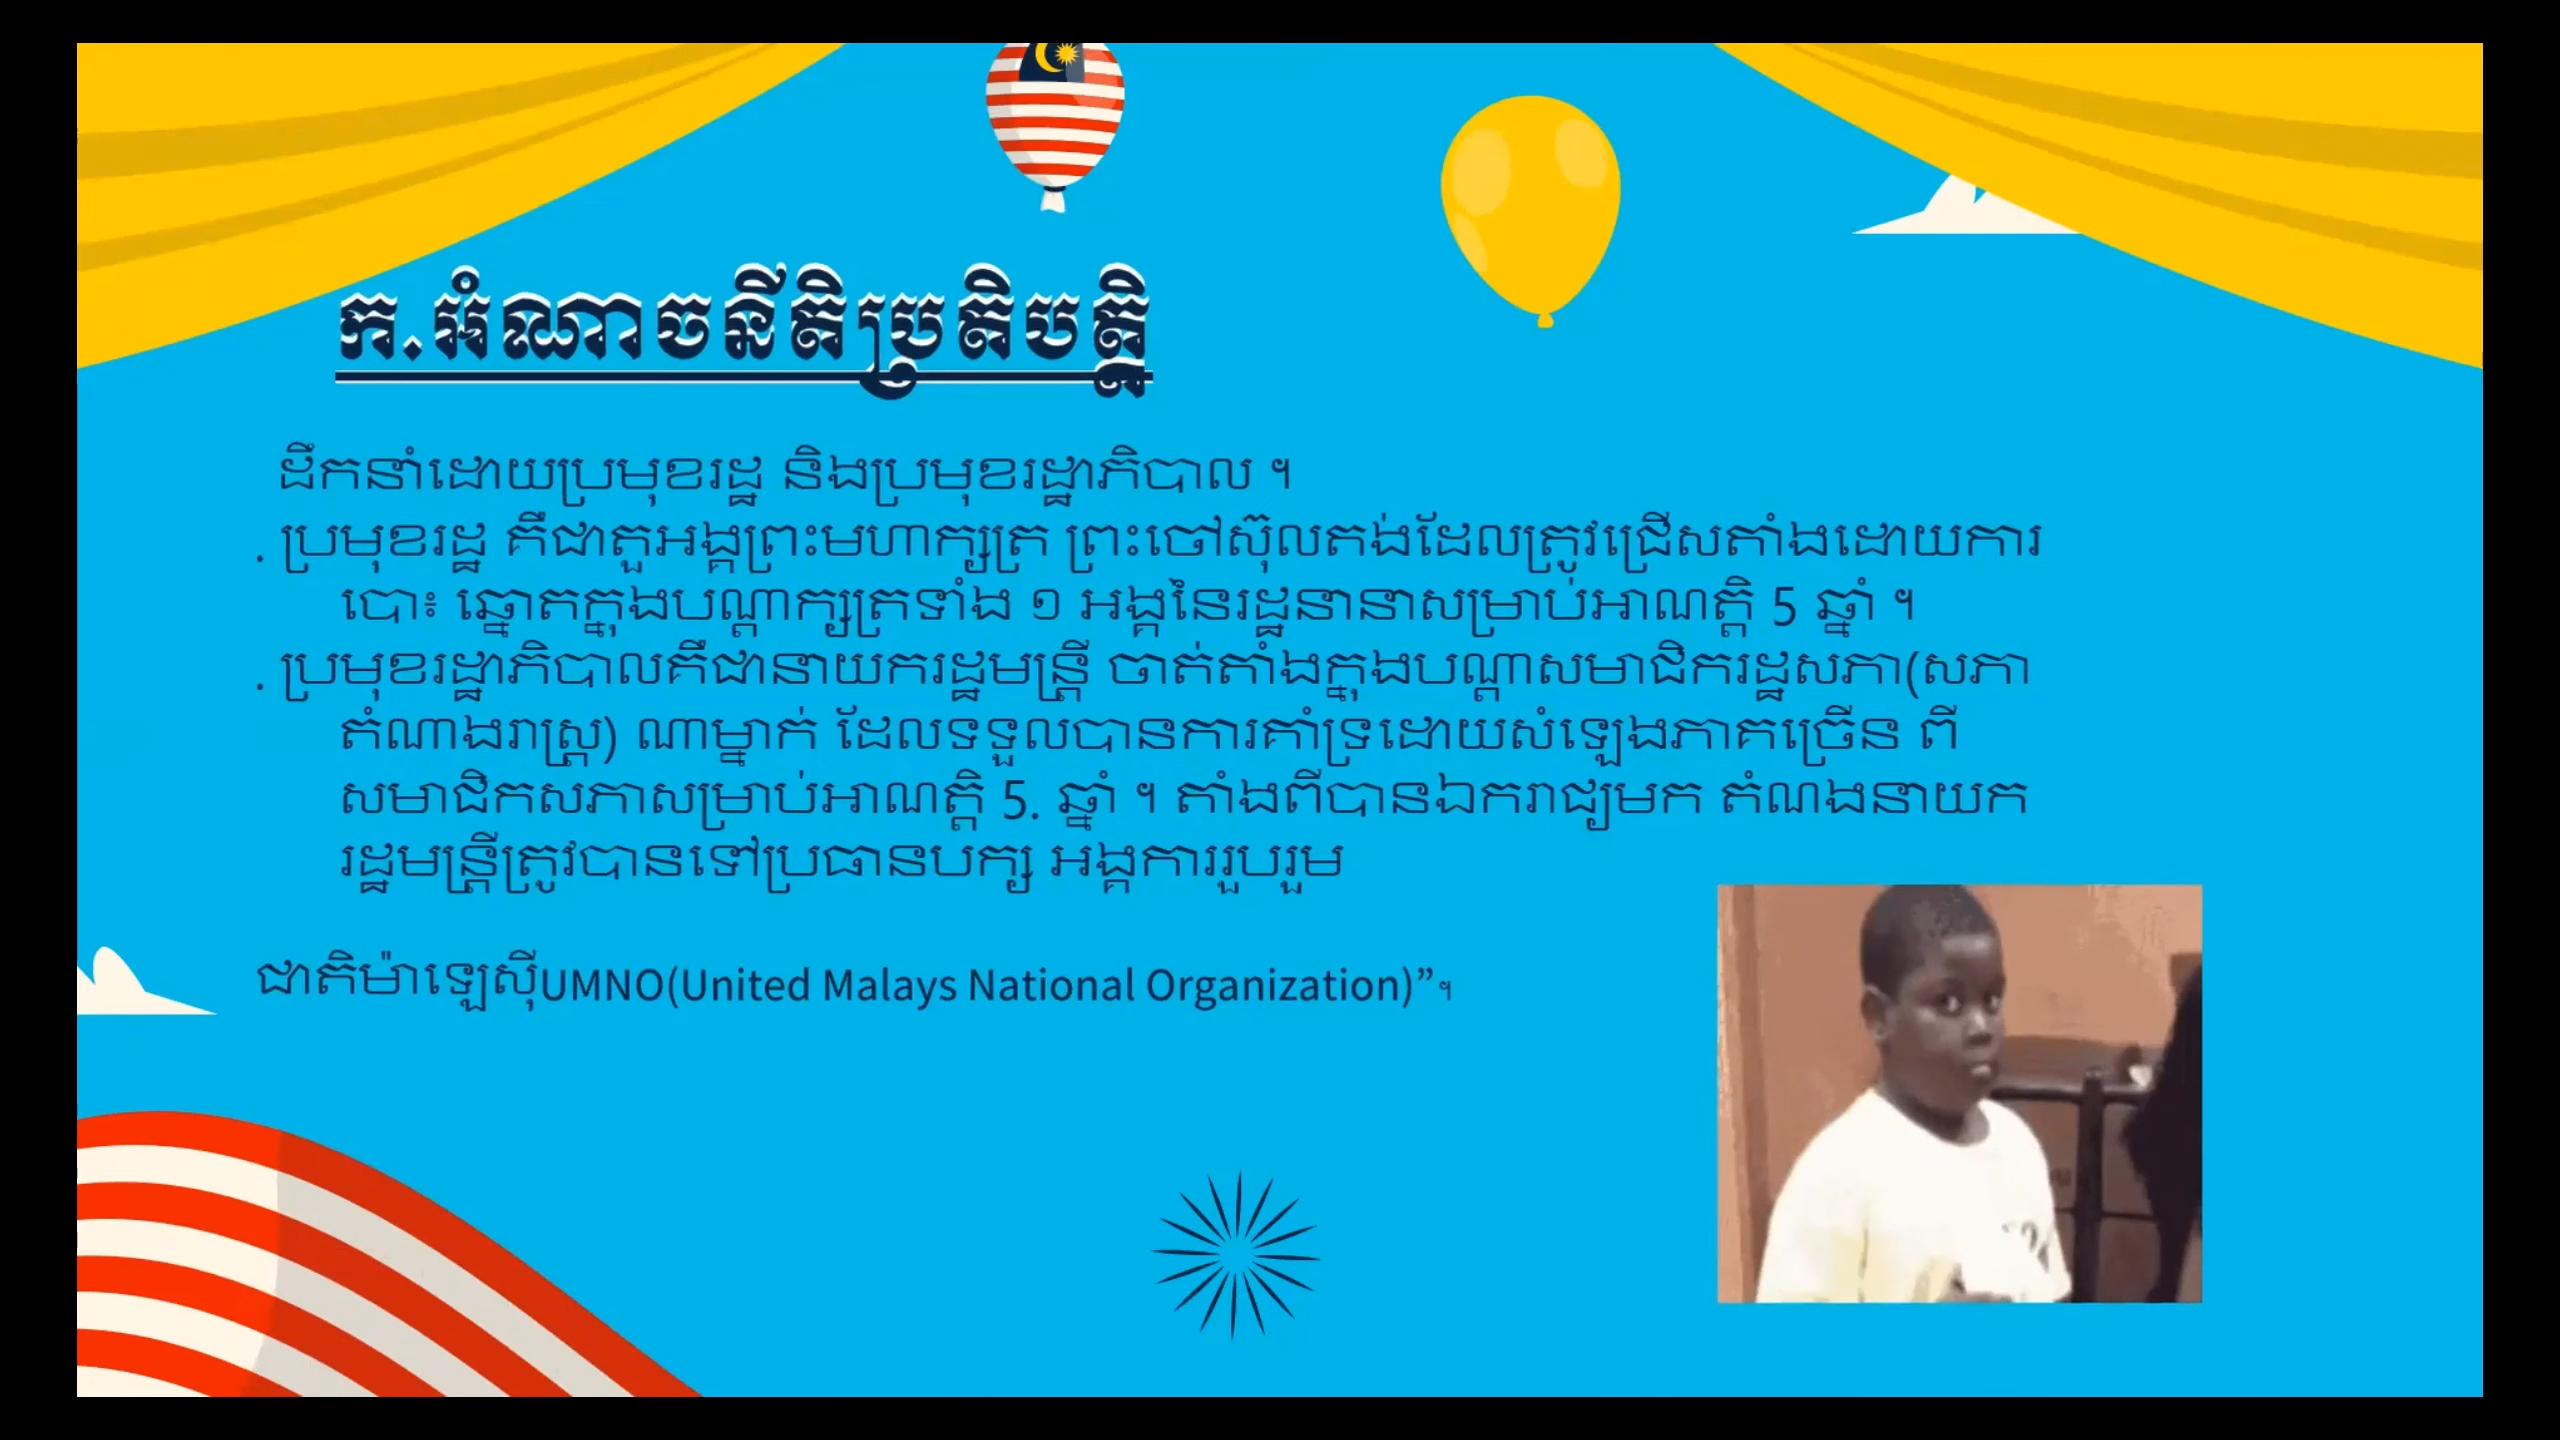 ក.អំណាចនីតិប្រតិបត្តិ
ដឹកនាំដោយប្រមុខរដ្ឋ និងប្រមុខរដ្ឋាភិបាល ។
. ប្រមុខរដ្ឋ គឺជាតួអង្គព្រះមហាក្សត្រ ព្រះចៅស៊ុលតង់ដែលត្រូវជ្រើសតាំងដោយការ
បោះ ឆ្នោតក្នុងបណ្ដាក្សត្រទាំង ១ អង្គនៃរដ្ឋនានាសម្រាប់អាណត្តិ 5 ឆ្នាំ ។
. ប្រមុខរដ្ឋាភិបាលគឺជានាយករដ្ឋមន្ត្រី ចាត់តាំងក្នុងបណ្ដាសមាជិករដ្ឋសភា(សភា
តំណាងរាស្ត្រ) ណាម្នាក់ ដែលទទួលបានការគាំទ្រដោយសំឡេងភាគច្រើន ពី
សមាជិកសភាសម្រាប់អាណត្តិ 5. ឆ្នាំ ។ តាំងពីបានឯករាជ្យមក តំណងនាយក
រដ្ឋមន្ត្រីត្រូវបានទៅប្រធានបក្ស អង្គការរួបរួម
ជាតិម៉ាឡេស៊ីUMNO(United Malays National Organization)”។